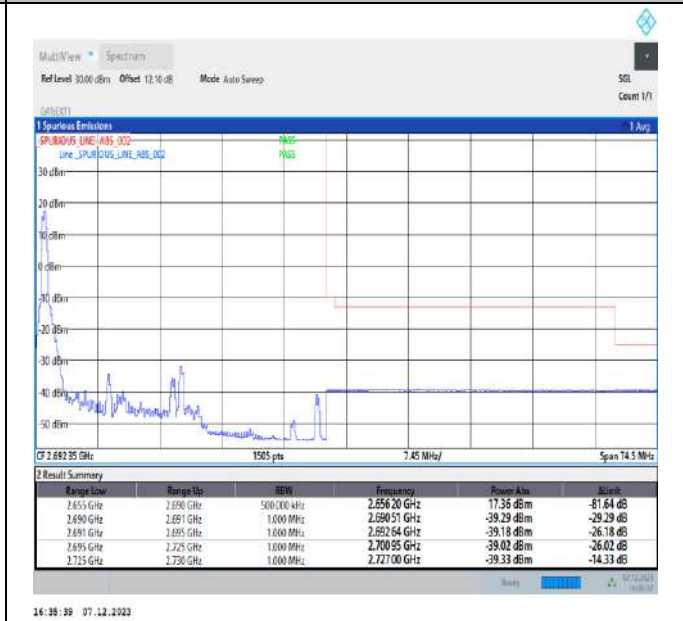 MultiView Spectrum
Ref Level 30.00 dBm Offset 12.10 dB Mode Auto Sweep SGL
Count 1/1
1 Spurious Emissions 1 Avg
SPURIOUS_LINE_ABS_002 PASS
Line _SPURIOUS_LINE_ABS_002 PASS
30 dBm
20 dBm
10 dBm
0 dBm
-10 dBm
-20 dBm
-30 dBm
-40 dBm
-50 dBm
CF 2.69235 GHz 1505 pts 7.45 MHz/ Span 74.5 MHz
2 Result Summary
Range Low Range Up RBW Frequency Power Abs ΔLimit
2.655 GHz 2.690 GHz 500.000 kHz 2.65620 GHz 17.36 dBm -81.64 dB
2.690 GHz 2.691 GHz 1.000 MHz 2.69051 GHz -39.29 dBm -29.29 dB
2.691 GHz 2.695 GHz 1.000 MHz 2.69264 GHz -39.18 dBm -26.18 dB
2.695 GHz 2.725 GHz 1.000 MHz 2.70095 GHz -39.02 dBm -26.02 dB
2.725 GHz 2.730 GHz 1.000 MHz 2.72700 GHz -39.33 dBm -14.33 dB
Ready
16:35:39 07.12.2023